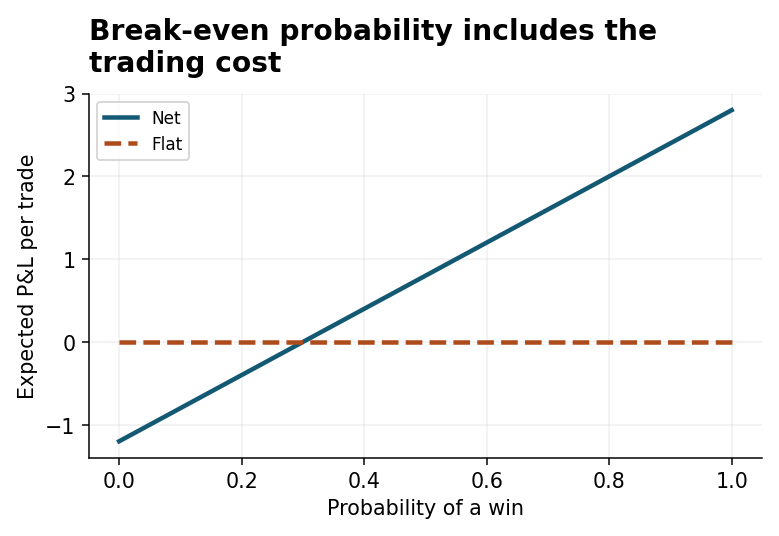 Break-even probability includes the
trading cost
Net
Flat
Expected P&L per trade
3
2
1
0
−1
0.0
0.2
0.4
0.6
0.8
1.0
Probability of a win